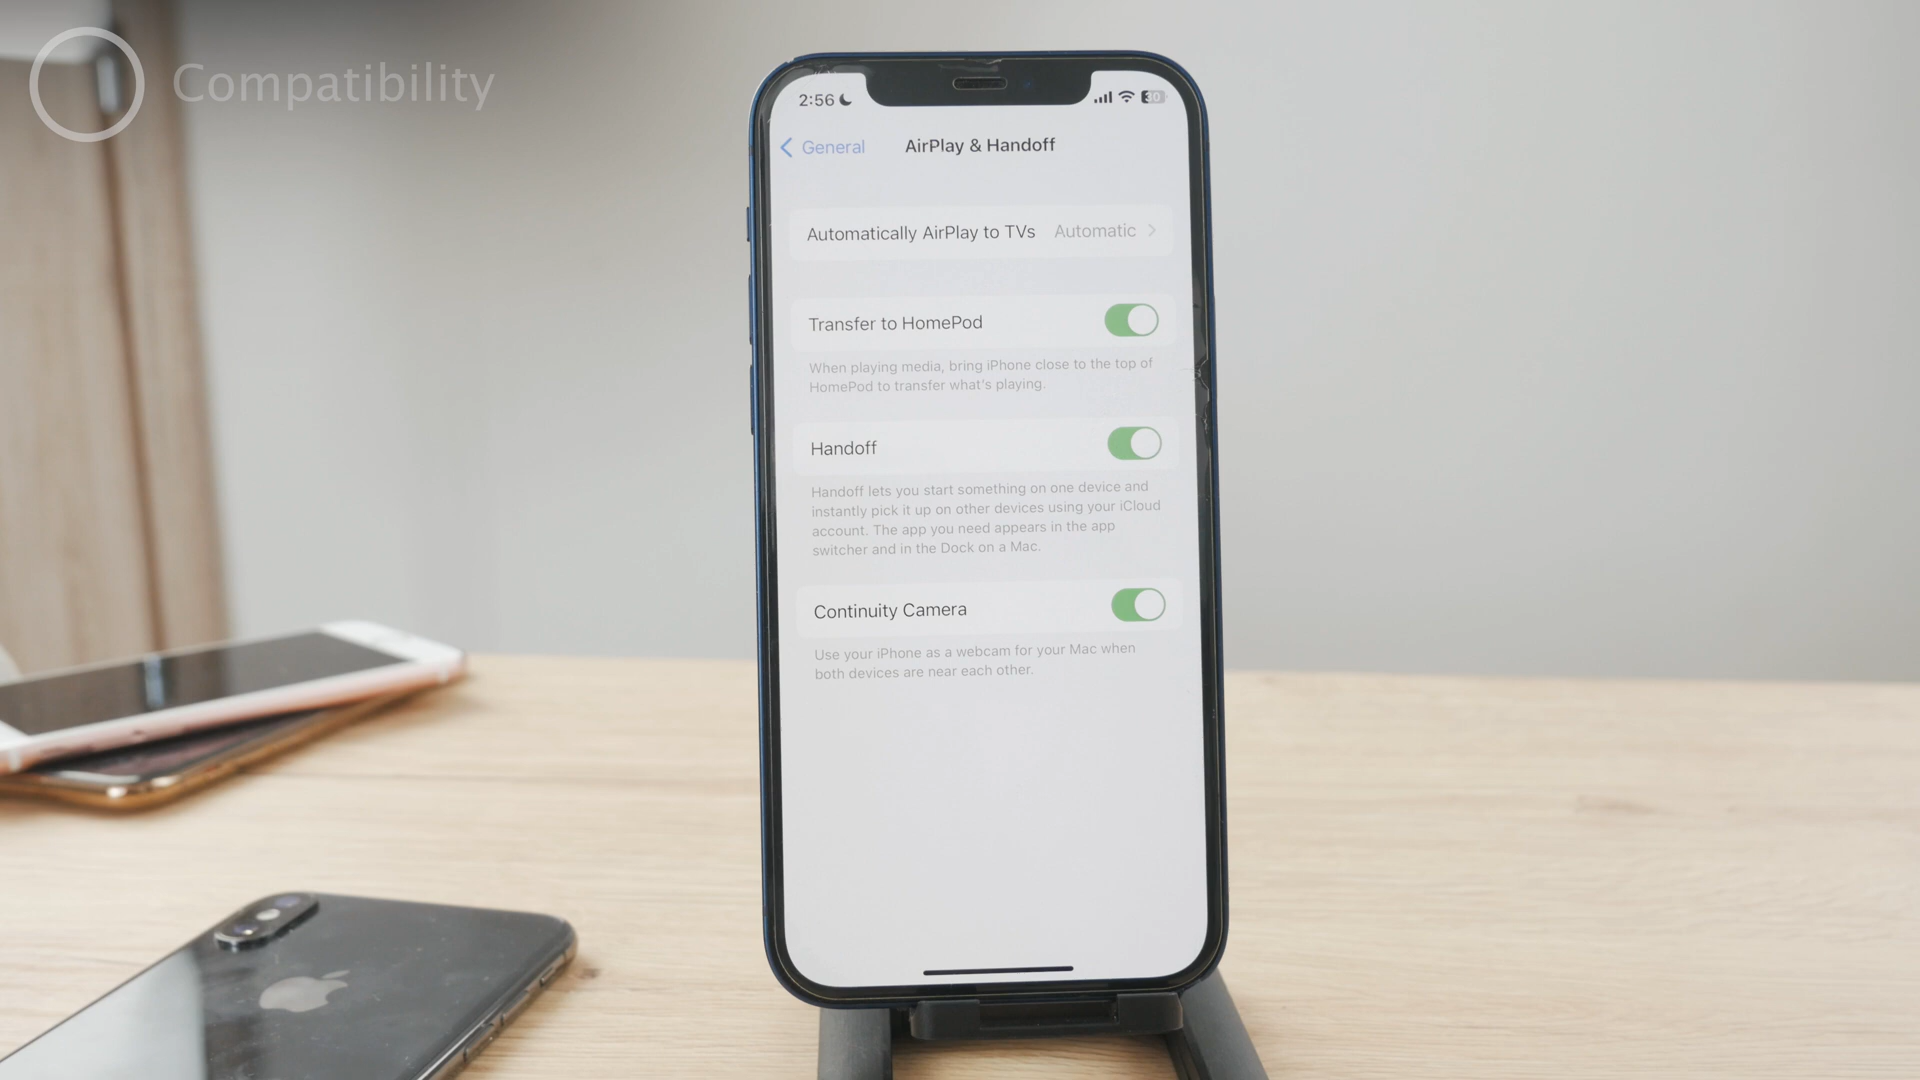 Compatibility
2:56
30
General
AirPlay & Handoff
Automatically AirPlay to TVs Automatic
Transfer to HomePod
When playing media, bring iPhone close to the top of
HomePod to transfer what's playing.
Handoff
Handoff lets you start something on one device and
instantly pick it up on other devices using your iCloud
account. The app you need appears in the app
switcher and in the Dock on a Mac.
Continuity Camera
Use your iPhone as a webcam for your Mac when
both devices are near each other.